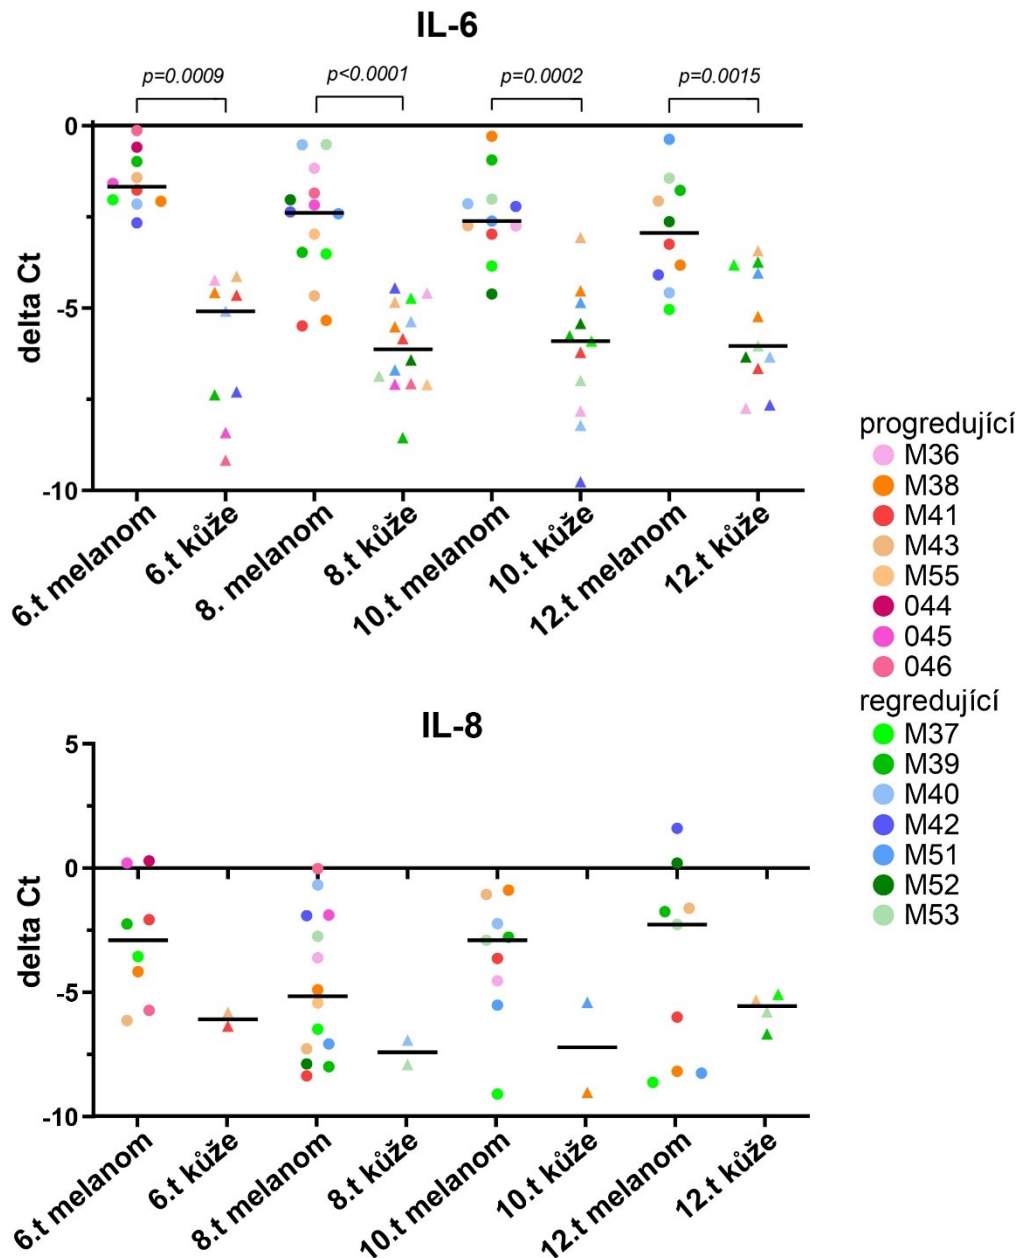 IL-6
p=0.0009
p<0.0001
p=0.0002
p=0.0015
delta Ct
0
-5
-10
6.t melanom
6.t kůže
8. melanom
8.t kůže
10.t melanom
10.t kůže
12.t melanom
12.t kůže
progredující
M36
M38
M41
M43
M55
044
045
046
regredující
M37
M39
M40
M42
M51
M52
M53
IL-8
delta Ct
5
0
-5
-10
6.t melanom
6.t kůže
8.t melanom
8.t kůže
10.t melanom
10.t kůže
12.t melanom
12.t kůže